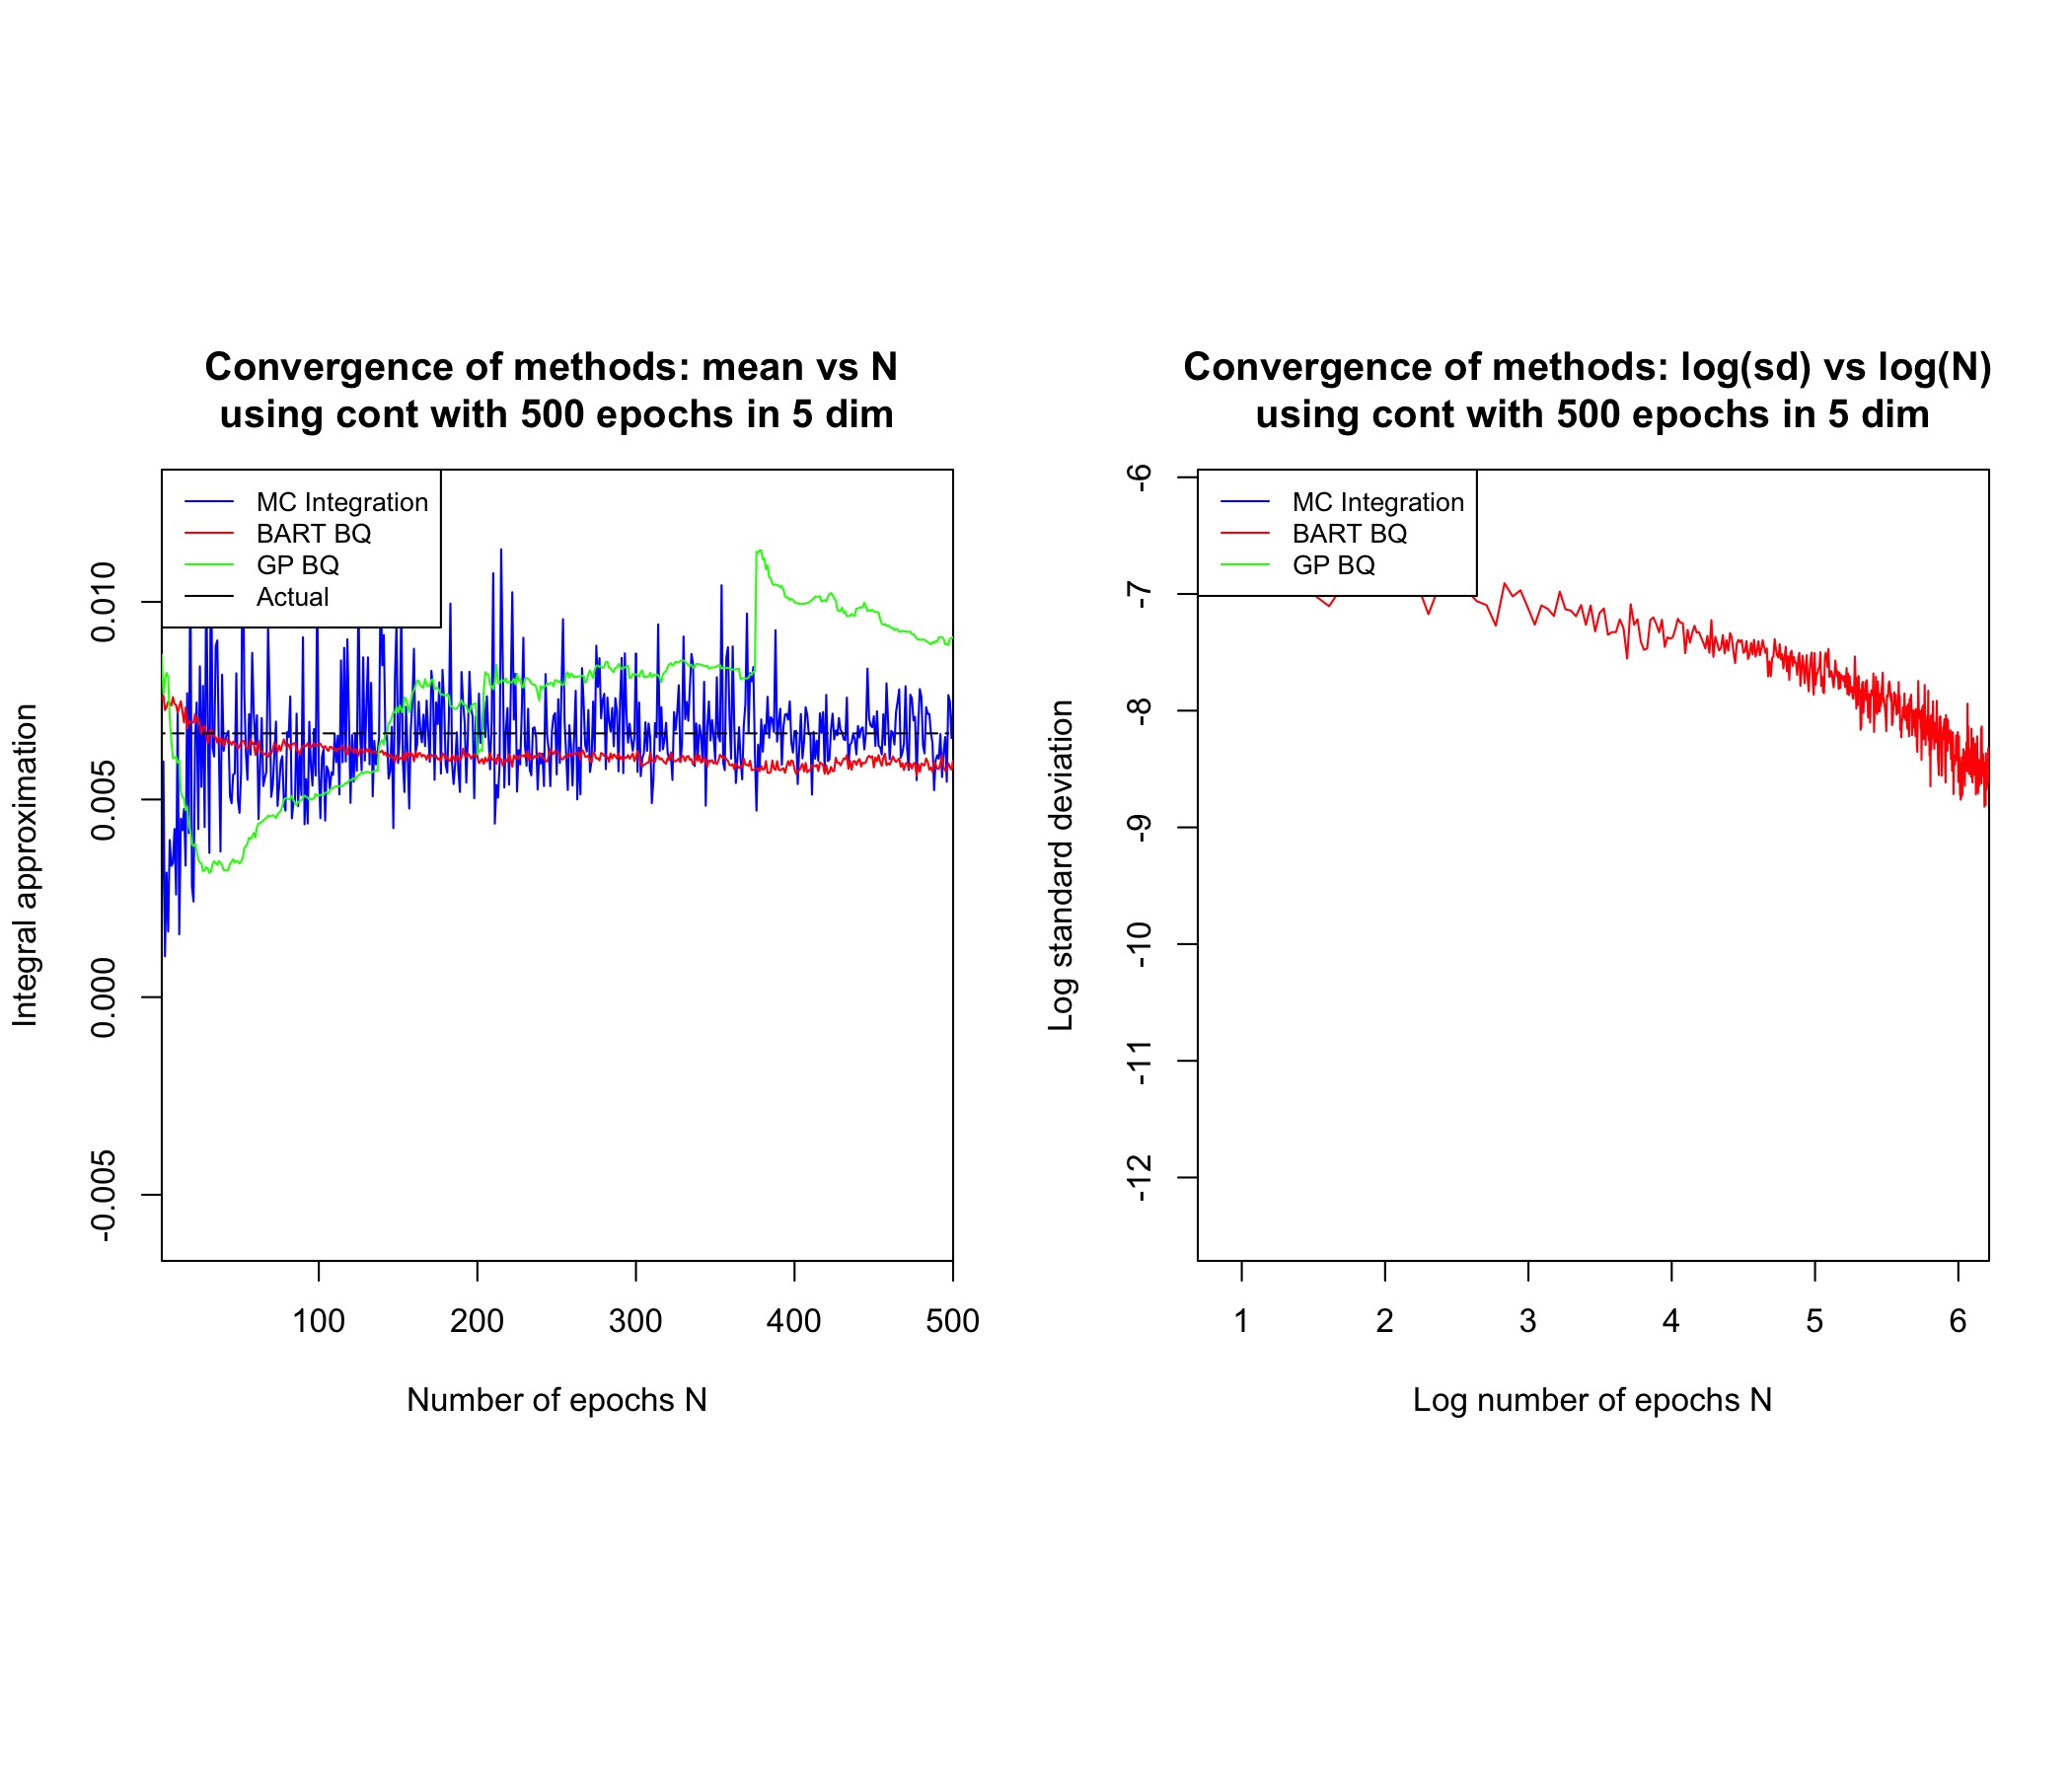 Convergence of methods: mean vs N
using cont with 500 epochs in 5 dim
MC Integration
BART BQ
GP BQ
Actual
Integral approximation
0.010
0.005
0.000
-0.005
100 200 300 400 500
Number of epochs N
Convergence of methods: log(sd) vs log(N)
using cont with 500 epochs in 5 dim
MC Integration
BART BQ
GP BQ
Log standard deviation
-6
-7
-8
-9
-10
-11
-12
1 2 3 4 5 6
Log number of epochs N